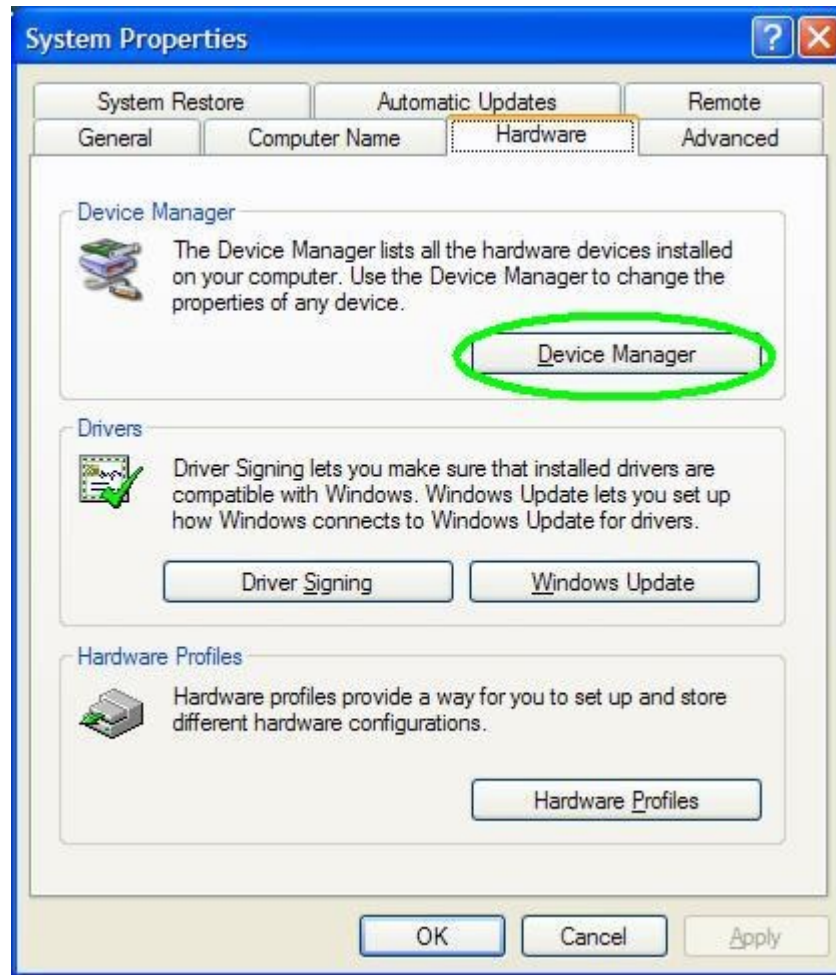 System Properties
System Restore
Automatic Updates
Remote
General
Computer Name
Hardware
Advanced
Device Manager
The Device Manager lists all the hardware devices installed
on your computer. Use the Device Manager to change the
properties of any device.
Device Manager
Drivers
Driver Signing lets you make sure that installed drivers are
compatible with Windows. Windows Update lets you set up
how Windows connects to Windows Update for drivers.
Driver Signing
Windows Update
Hardware Profiles
Hardware profiles provide a way for you to set up and store
different hardware configurations.
Hardware Profiles
OK
Cancel
Apply